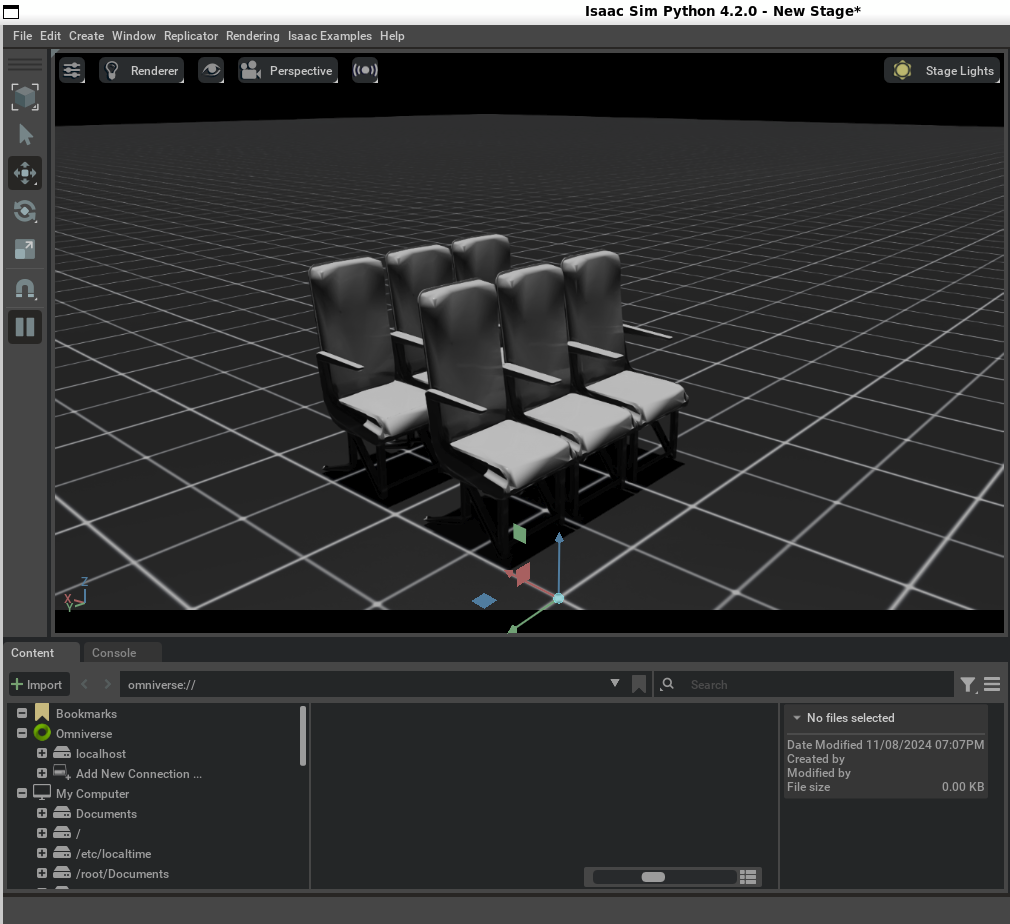 Isaac Sim Python 4.2.0 - New Stage*
File Edit Create Window Replicator Rendering Isaac Examples Help
Renderer Perspective Stage Lights
Z
X
Y
Content Console
Import omniverse:// Search
Bookmarks
Omniverse
localhost
Add New Connection ...
My Computer
Documents
/
/etc/localtime
/root/Documents
No files selected
Date Modified 11/08/2024 07:07PM
Created by
Modified by
File size 0.00 KB